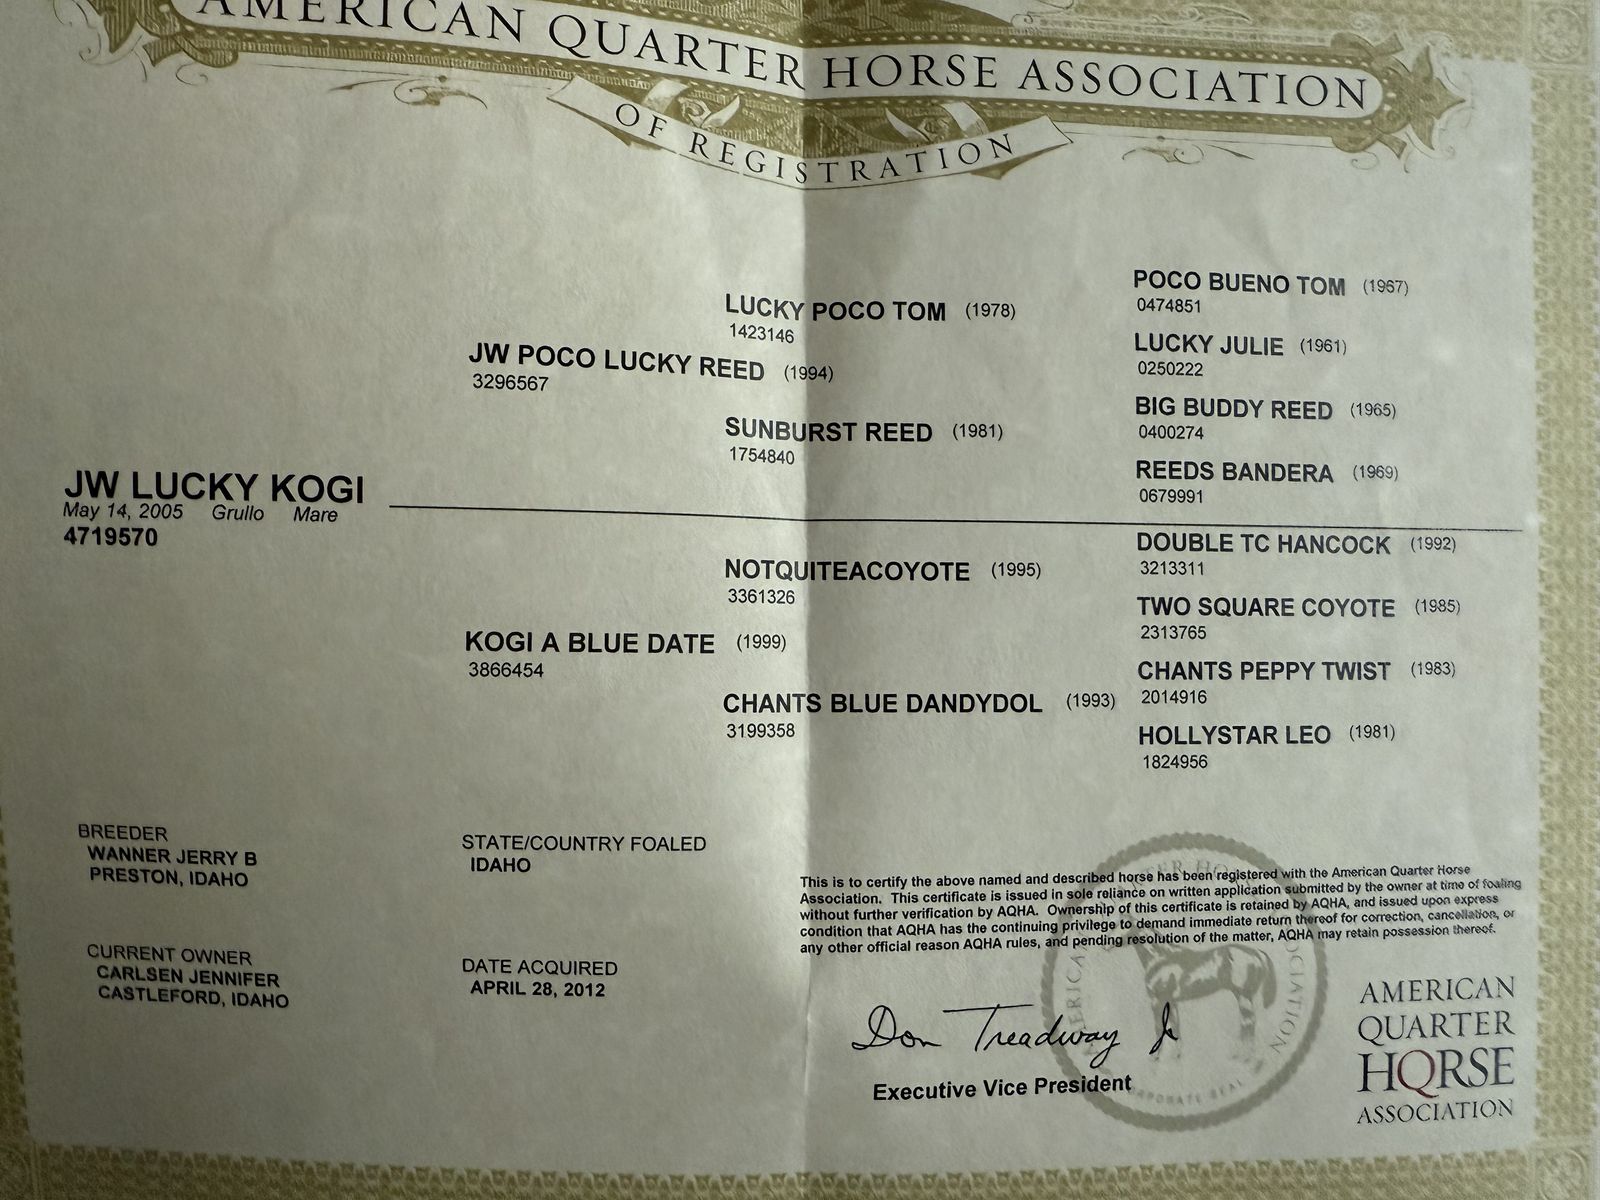 AMERICAN QUARTER HORSE ASSOCIATION
OF REGISTRATION
POCO BUENO TOM (1967)
0474851
LUCKY POCO TOM (1978)
1423146
LUCKY JULIE (1961)
0250222
JW POCO LUCKY REED (1994)
3296567
BIG BUDDY REED (1965)
0400274
SUNBURST REED (1981)
1754840
REEDS BANDERA (1969)
0679991
JW LUCKY KOGI
May 14, 2005 Grullo Mare
4719570
DOUBLE TC HANCOCK (1992)
3213311
NOTQUITEACOYOTE (1995)
3361326
TWO SQUARE COYOTE (1985)
2313765
KOGI A BLUE DATE (1999)
3866454
CHANTS PEPPY TWIST (1983)
2014916
CHANTS BLUE DANDYDOL (1993)
3199358
HOLLYSTAR LEO (1981)
1824956
BREEDER
WANNER JERRY B
PRESTON, IDAHO
STATE/COUNTRY FOALED
IDAHO
CURRENT OWNER
CARLSEN JENNIFER
CASTLEFORD, IDAHO
DATE ACQUIRED
APRIL 28, 2012
This is to certify the above named and described horse has been registered with the American Quarter Horse
Association. This certificate is issued in sole reliance on written application submitted by the owner at time of foaling
without further verification by AQHA. Ownership of this certificate is retained by AQHA, and issued upon express
condition that AQHA has the continuing privilege to demand immediate return thereof for correction, cancellation, or
any other official reason AQHA rules, and pending resolution of the matter, AQHA may retain possession thereof.
Don Treadway Jr
Executive Vice President
AMERICAN
QUARTER
HORSE
ASSOCIATION